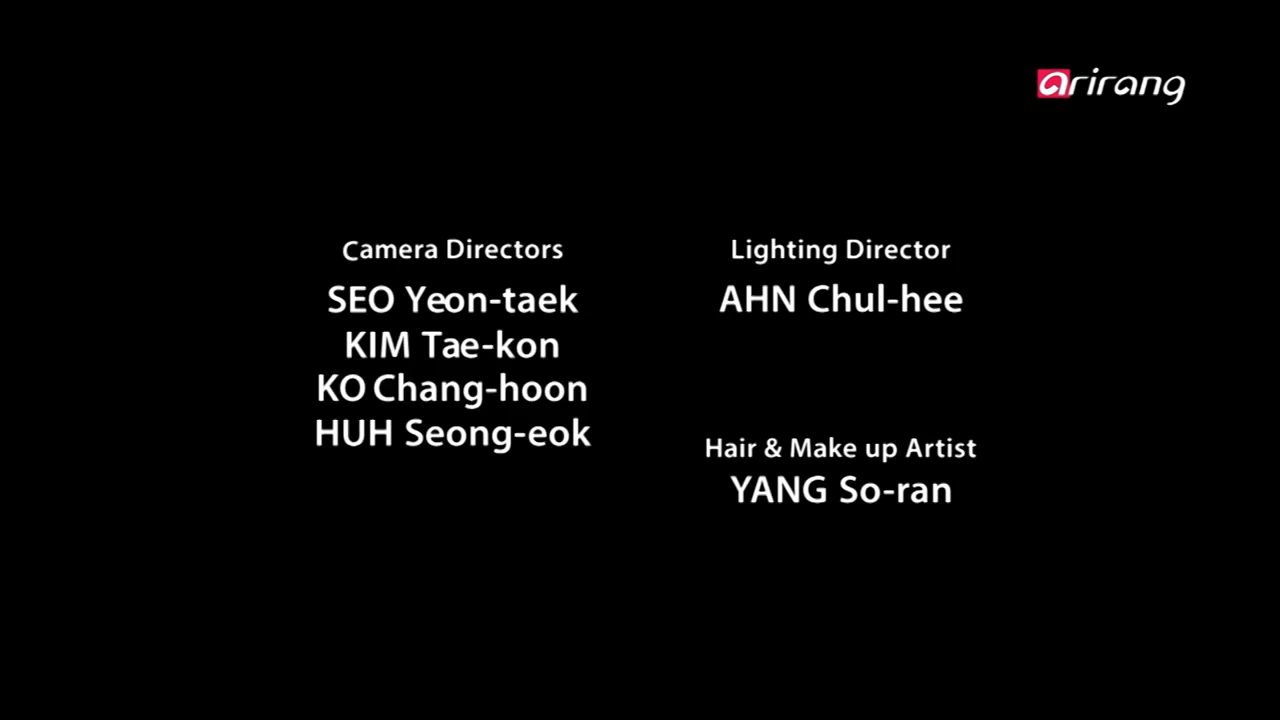 arirang
Camera Directors
SEO Yeon-taek
KIM Tae-kon
KO Chang-hoon
HUH Seong-eok
Lighting Director
AHN Chul-hee
Hair & Make up Artist
YANG So-ran